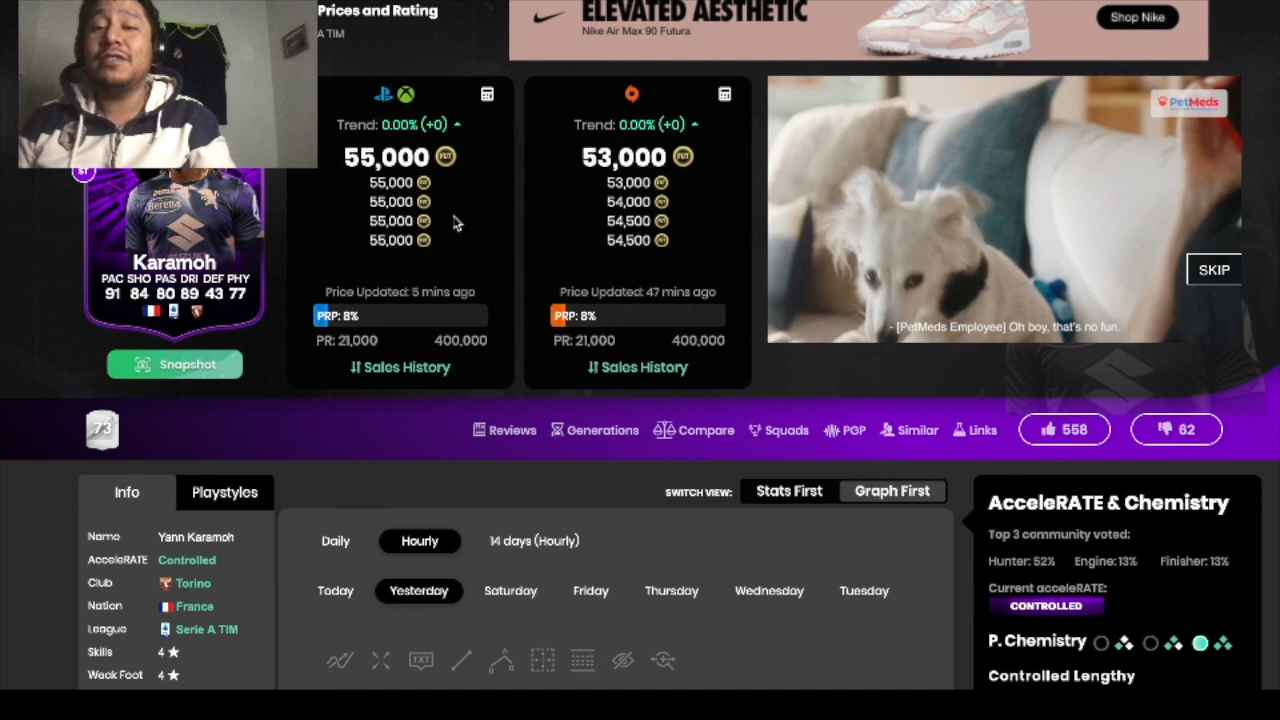 Prices and Rating
A TIM
ELEVATED AESTHETIC
Nike Air Max 90 Futura
Shop Nike
Trend: 0.00% (+0)
55,000
55,000
55,000
55,000
55,000
Price Updated: 5 mins ago
PRP: 8%
PR: 21,000 400,000
Sales History
Trend: 0.00% (+0)
53,000
53,000
54,000
54,500
54,500
Price Updated: 47 mins ago
PRP: 8%
PR: 21,000 400,000
Sales History
PetMeds
SKIP
- [PetMeds Employee] Oh boy, that's no fun.
ST
Karamoh
PAC SHO PAS DRI DEF PHY
91 84 80 89 43 77
Snapshot
73
Reviews Generations Compare Squads PGP Similar Links 558 62
Info Playstyles
SWITCH VIEW: Stats First Graph First
Name Yann Karamoh
AcceleRATE Controlled
Club Torino
Nation France
League Serie A TIM
Skills 4
Weak Foot 4
Daily Hourly 14 days (Hourly)
Today Yesterday Saturday Friday Thursday Wednesday Tuesday
TXT
AcceleRATE & Chemistry
Top 3 community voted:
Hunter: 52% Engine: 13% Finisher: 13%
Current acceleRATE:
CONTROLLED
P. Chemistry
Controlled Lengthy